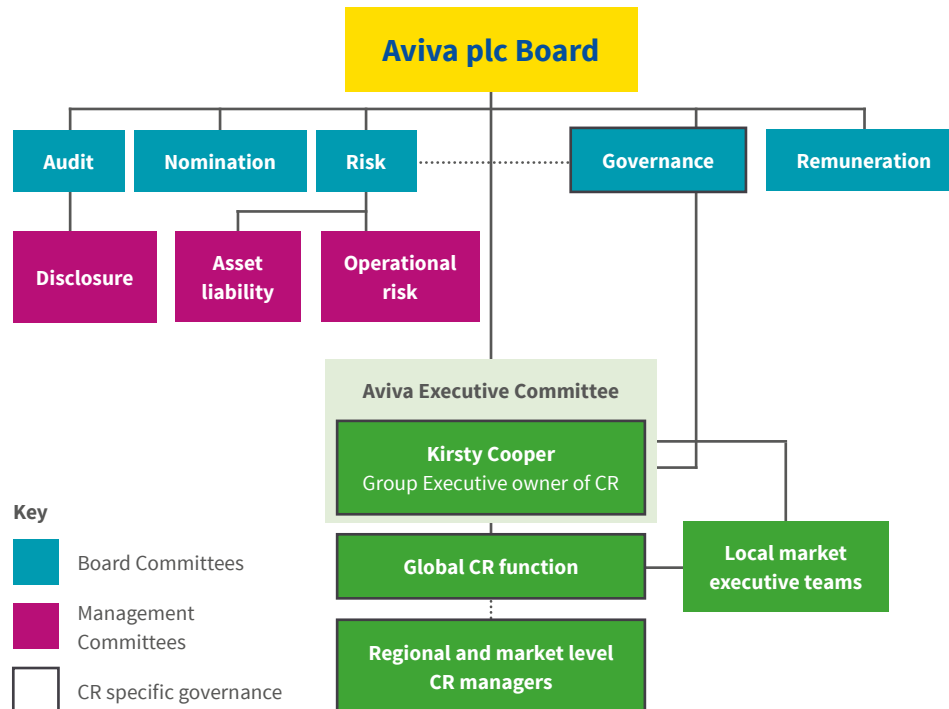 Aviva plc Board
Audit
Nomination
Risk
Governance
Remuneration
Disclosure
Asset
liability
Operational
risk
Aviva Executive Committee
Kirsty Cooper
Group Executive owner of CR
Global CR function
Local market
executive teams
Regional and market level
CR managers
Key
Board Committees
Management
Committees
CR specific governance